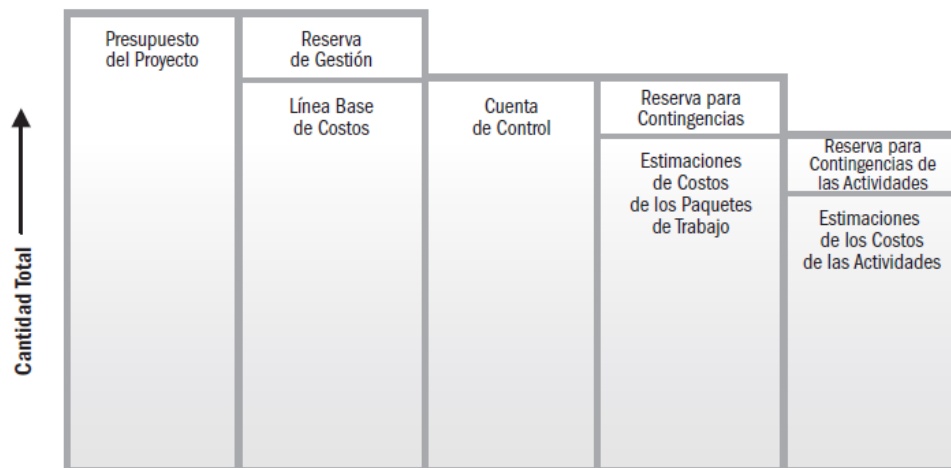 Presupuesto
del Proyecto
Reserva
de Gestión
Línea Base
de Costos
Cuenta
de Control
Reserva para
Contingencias
Estimaciones
de Costos
de los Paquetes
de Trabajo
Reserva para
Contingencias de
las Actividades
Estimaciones
de los Costos
de las Actividades
Cantidad Total